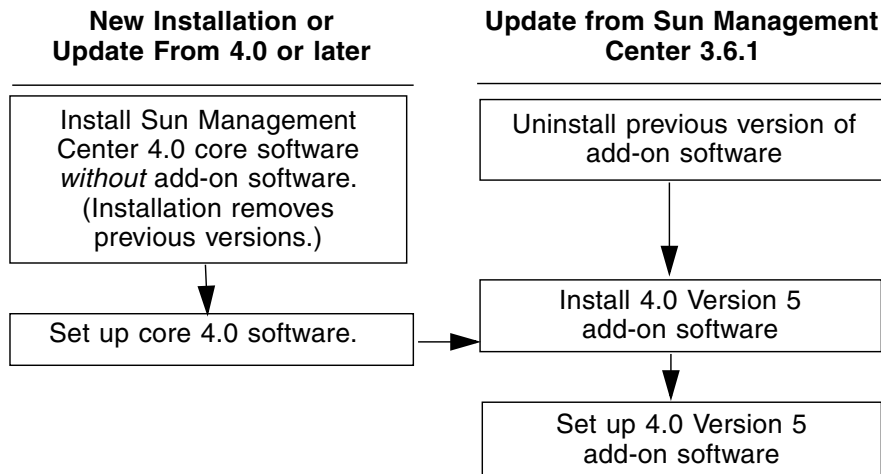 New Installation or
Update From 4.0 or later
Install Sun Management
Center 4.0 core software
without add-on software.
(Installation removes
previous versions.)
Set up core 4.0 software.
Update from Sun Management
Center 3.6.1
Uninstall previous version of
add-on software
Install 4.0 Version 5
add-on software
Set up 4.0 Version 5
add-on software